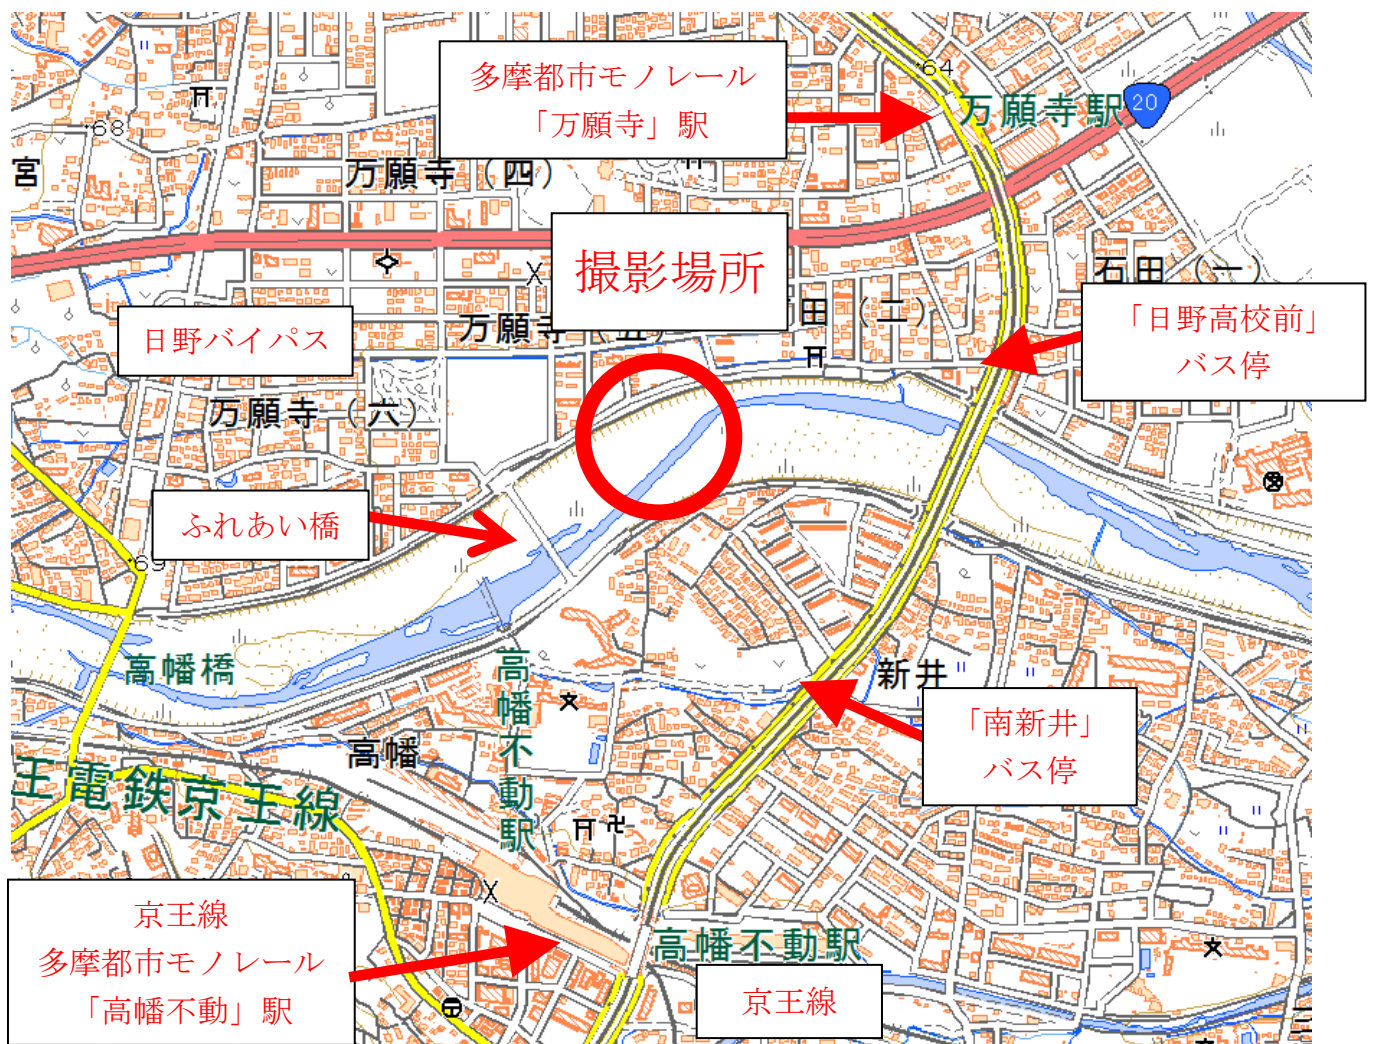 多摩都市モノレール
「万願寺」駅
64
万願寺駅
20
68
宮
万願寺(四)
撮影場所
石田(一)
日野バイパス
万願寺(五)
田(二)
「日野高校前」
バス停
万願寺(六)
ふれあい橋
69
高幡橋
高幡不動駅
新井
「南新井」
バス停
高幡
王電鉄京王線
京王線
多摩都市モノレール
「高幡不動」駅
高幡不動駅
京王線